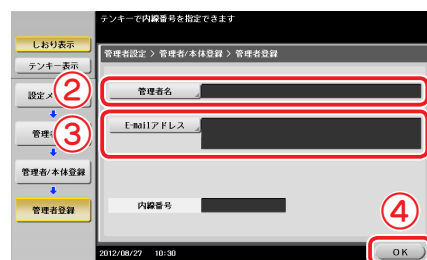 テンキーで内線番号を指定できます
しおり表示
テンキー表示
管理者設定 > 管理者/本体登録 > 管理者登録
設定メ
②
管理者名
管理
③
E-mailアドレス
管理者/本体登録
管理者登録
内線番号
④
2012/08/27 10:30
OK